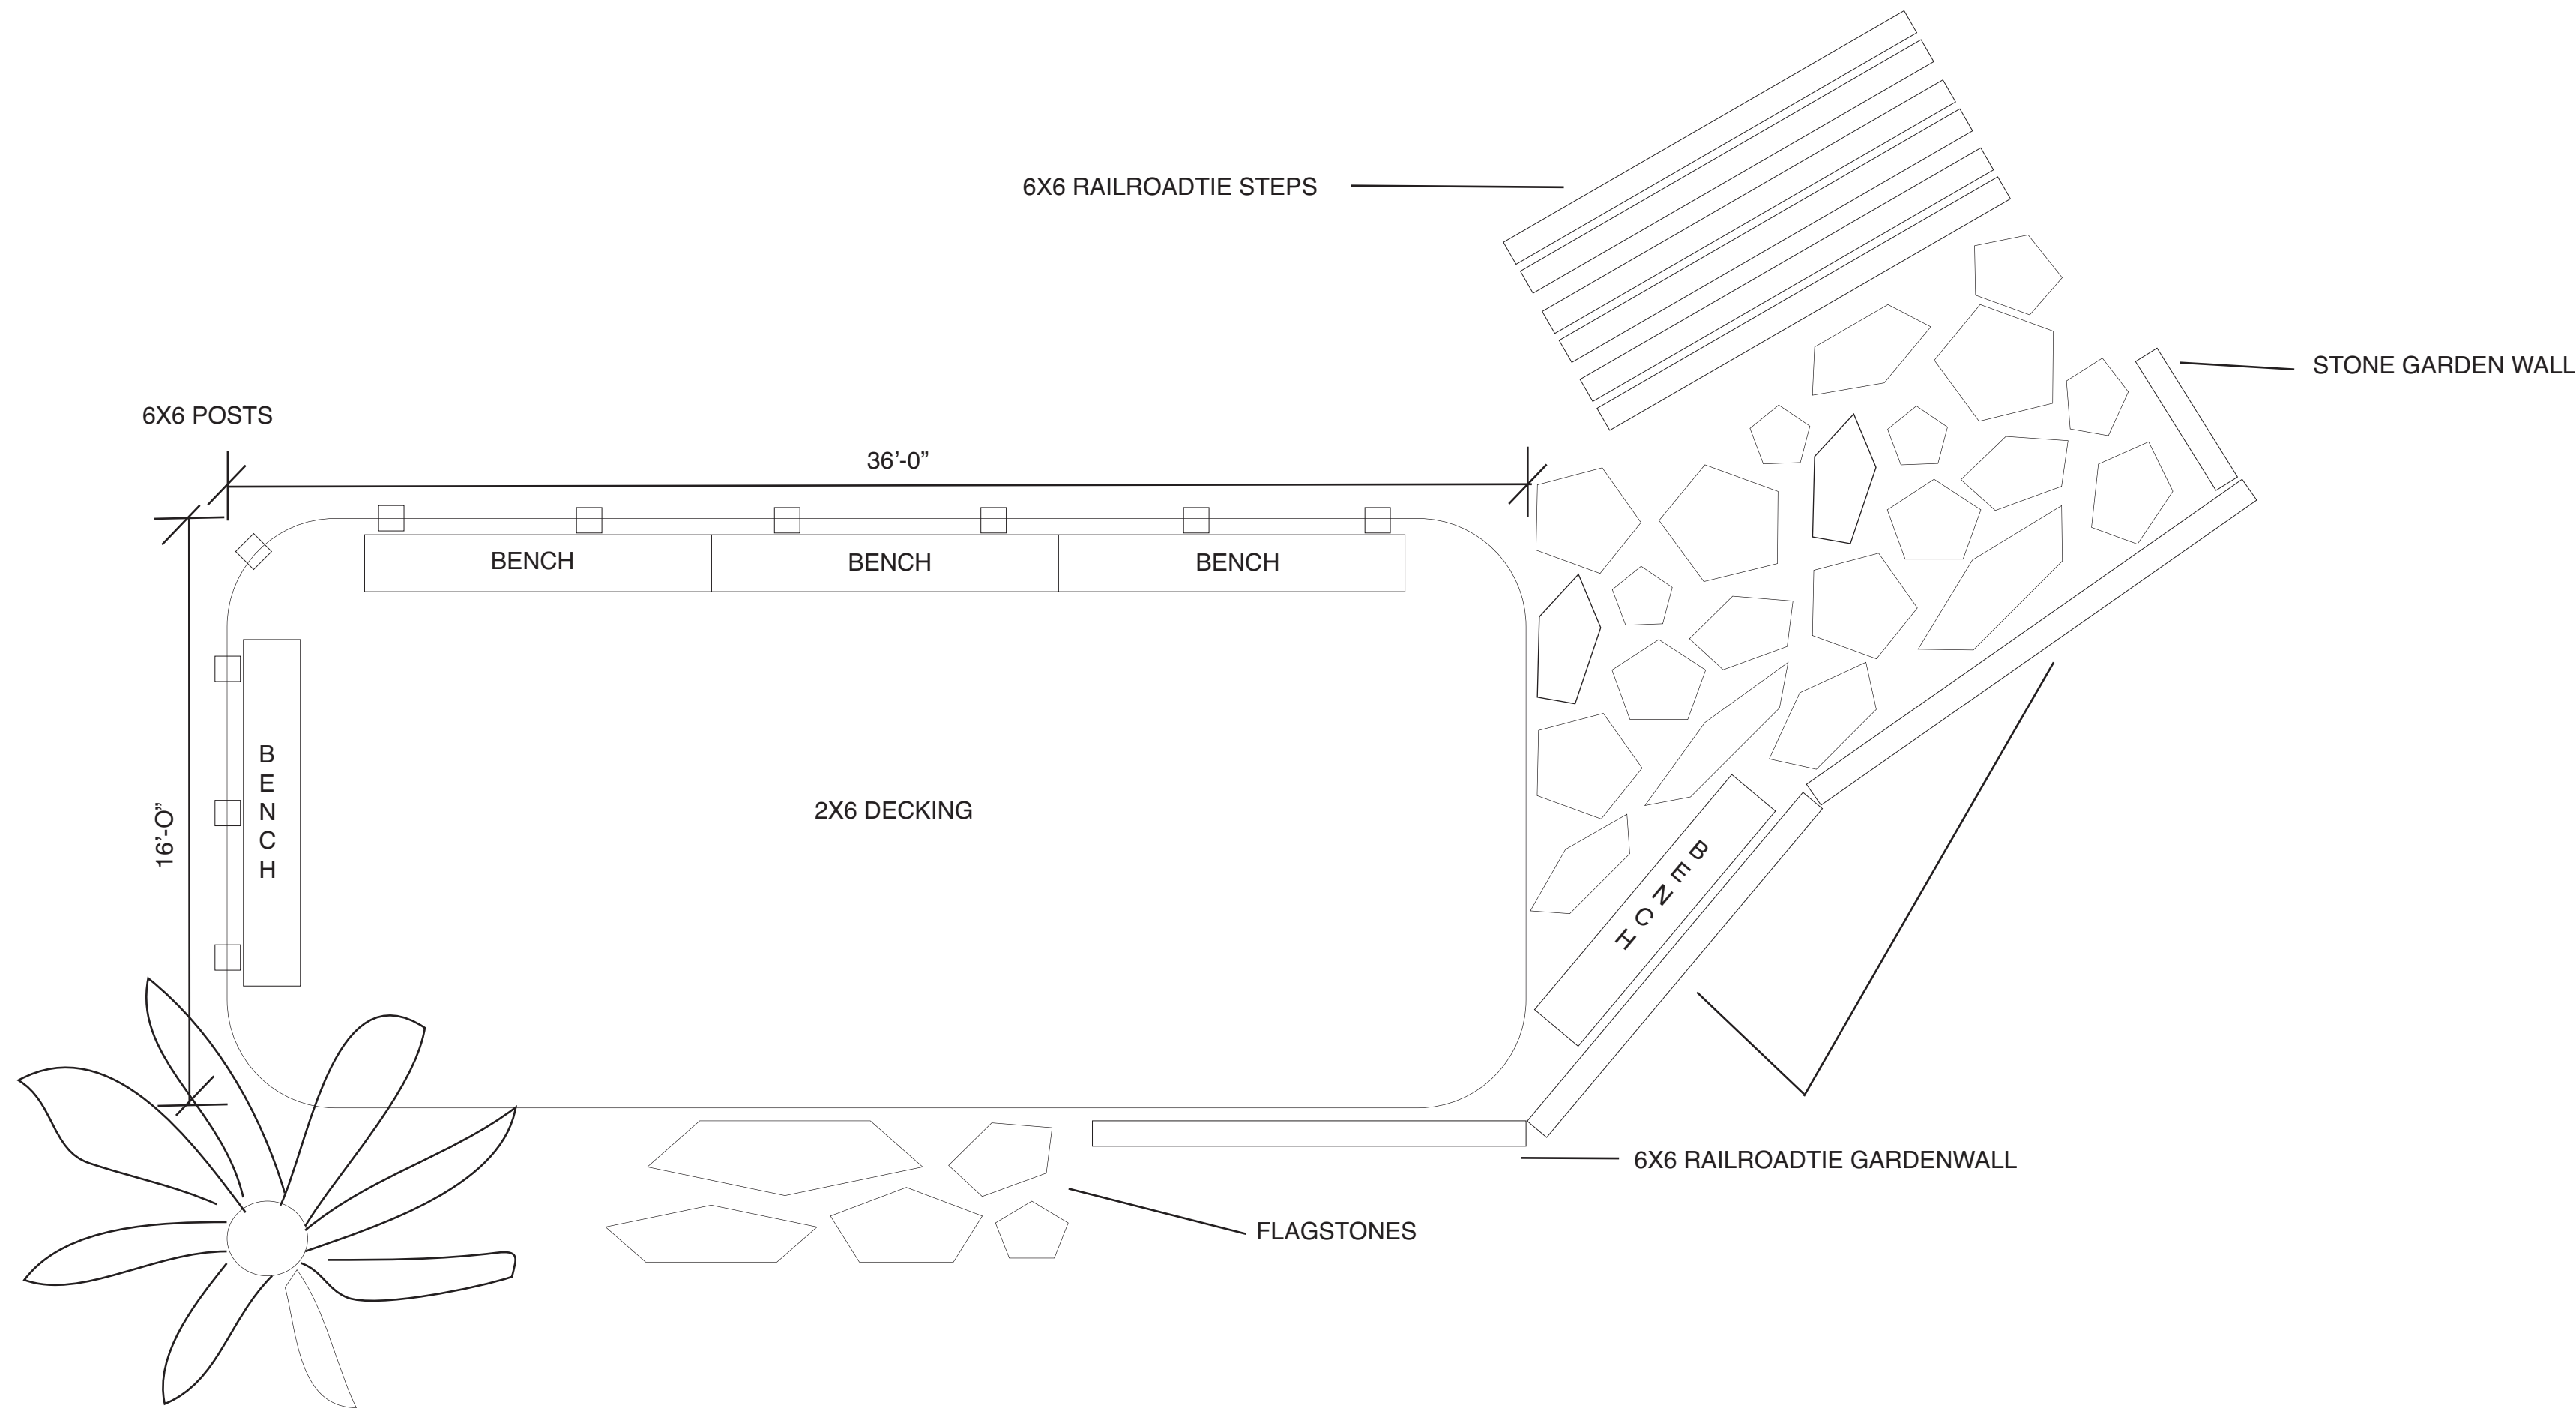 6X6 RAILROADTIE STEPS
STONE GARDEN WALL
6X6 POSTS
36’-0”
BENCH
BENCH
BENCH
BENCH
2X6 DECKING
16’-O”
BENCH
6X6 RAILROADTIE GARDENWALL
FLAGSTONES